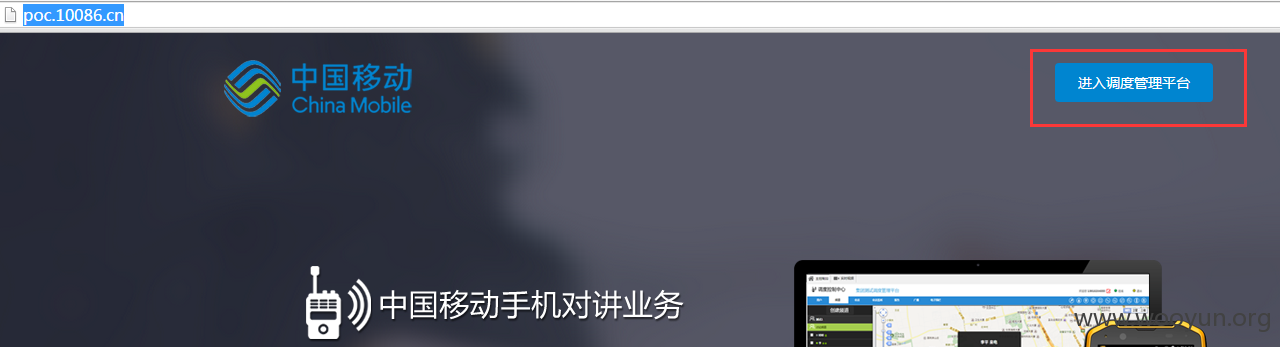 poc.10086.cn
中国移动
China Mobile
进入调度管理平台
中国移动手机对讲业务
调度控制中心
www.wooyun.org